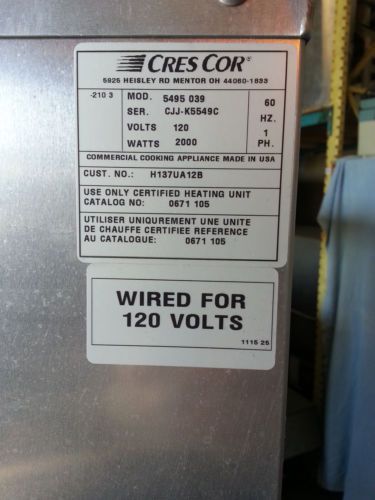 CRES COR®
5925 HEISLEY RD MENTOR OH 44060-1833
-210 3
MOD. 5495 039
SER. CJJ-K5549C
VOLTS 120
WATTS 2000
60
HZ.
1
PH.
COMMERCIAL COOKING APPLIANCE MADE IN USA
CUST. NO.: H137UA12B
USE ONLY CERTIFIED HEATING UNIT
CATALOG NO: 0671 105
UTILISER UNIQUREMENT UNE UNITE
DE CHAUFFE CERTIFIEE REFERENCE
AU CATALOGUE: 0671 105
WIRED FOR
120 VOLTS
1115 25